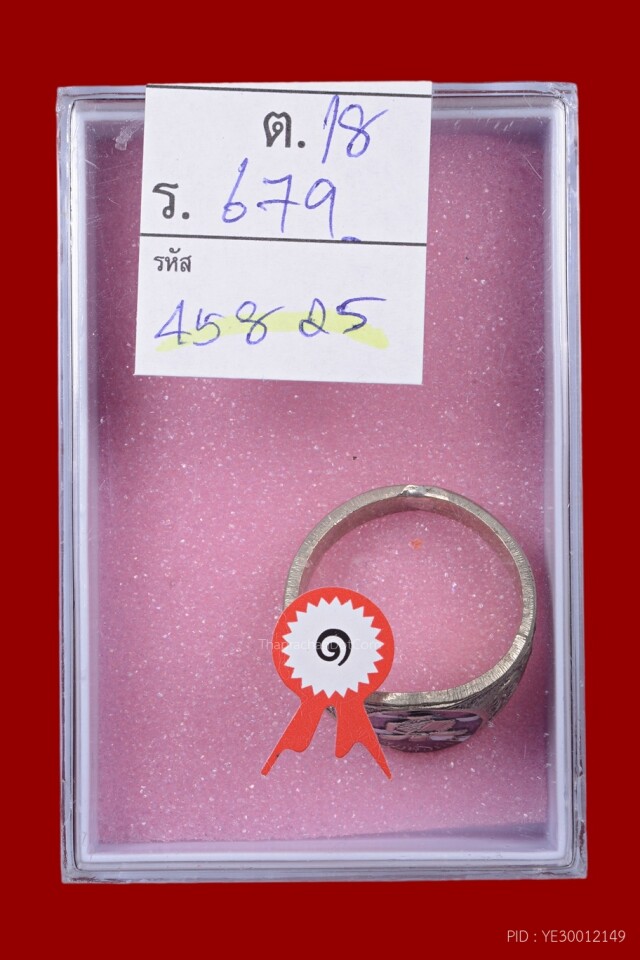 ต. 18
ร. 679
รหัส
45825
๑
PID : YE30012149